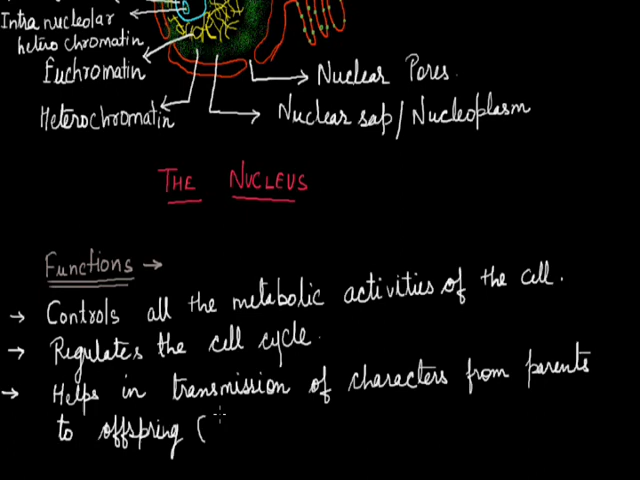 Intra nucleolar
hetero chromatin
Euchromatin
Nuclear Pores.
Heterochromatin
Nuclear sap/Nucleoplasm
THE NUCLEUS
Functions →
→ Controls all the metabolic activities of the cell.
→ Regulates the cell cycle.
→ Helps in transmission of characters from parents
to offspring (